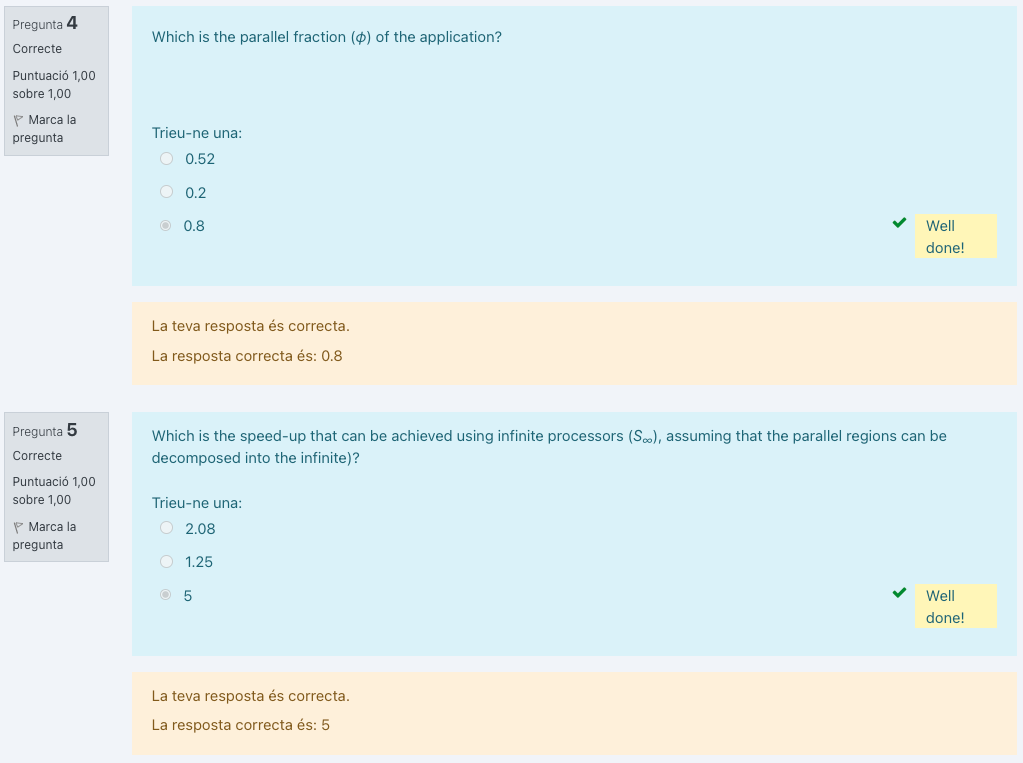 Pregunta 4
Correcte
Puntuació 1,00
sobre 1,00
Marca la
pregunta
Which is the parallel fraction (ϕ) of the application?
Trieu-ne una:
0.52
0.2
0.8
Well
done!
La teva resposta és correcta.
La resposta correcta és: 0.8
Pregunta 5
Correcte
Puntuació 1,00
sobre 1,00
Marca la
pregunta
Which is the speed-up that can be achieved using infinite processors (S∞), assuming that the parallel regions can be
decomposed into the infinite)?
Trieu-ne una:
2.08
1.25
5
Well
done!
La teva resposta és correcta.
La resposta correcta és: 5